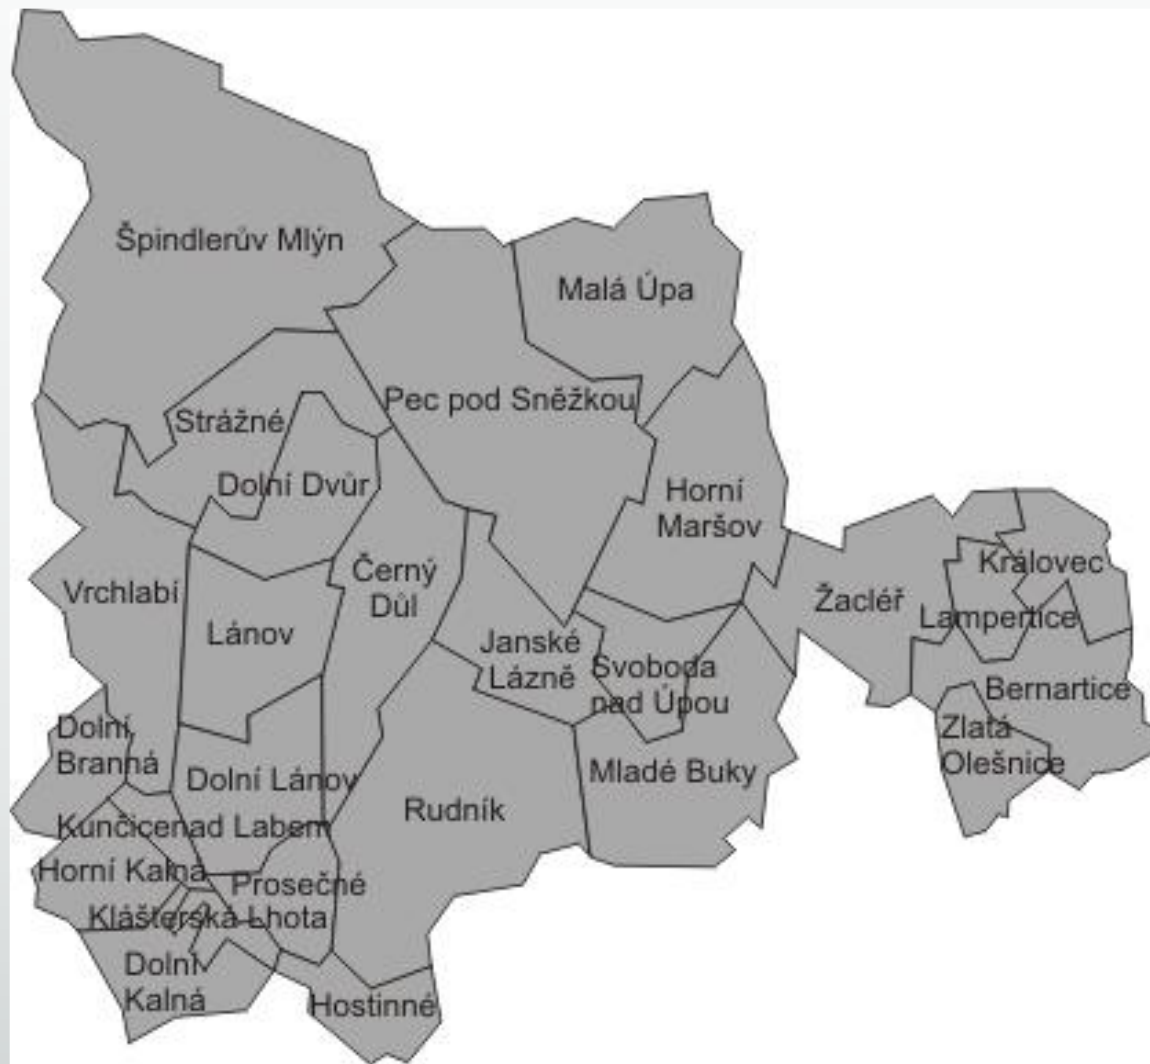 Špindlerův Mlýn
Malá Úpa
Pec pod Sněžkou
Strážné
Dolní Dvůr
Horní
Maršov
Královec
Černý
Důl
Vrchlabí
Žacléř
Lampertice
Lánov
Janské
Lázně
Svoboda
nad Úpou
Bernartice
Dolní
Branná
Zlatá
Olešnice
Dolní Lánov
Mladé Buky
Rudník
Kunčicenad Labem
Horní Kalná
Prosečné
Klášterská Lhota
Dolní
Kalná
Hostinné